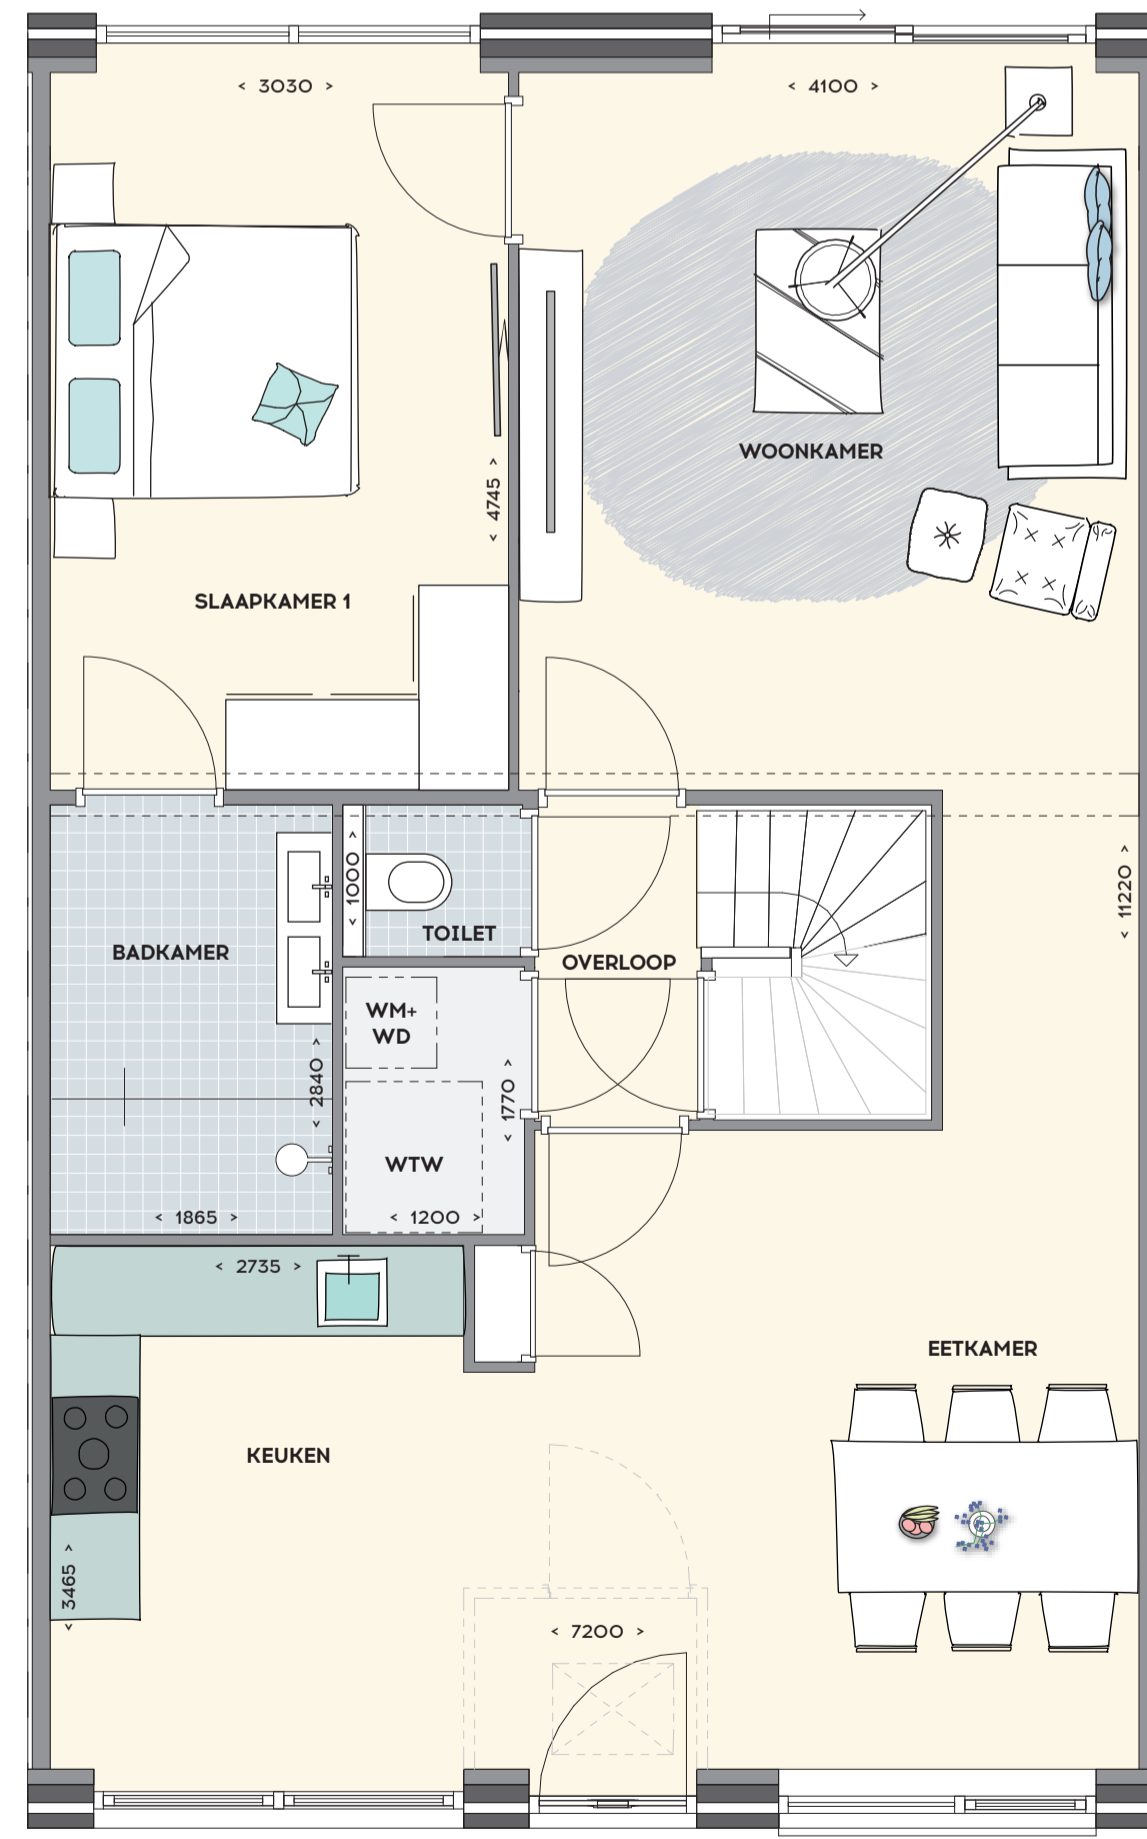 < 3030 >
< 4100 >
WOONKAMER
< 4745 >
SLAAPKAMER 1
< 1000 >
< 11220 >
TOILET
BADKAMER
OVERLOOP
WM+
WD
< 2840 >
< 1770 >
WTW
< 1865 >
< 1200 >
< 2735 >
EETKAMER
KEUKEN
< 3465 >
< 7200 >